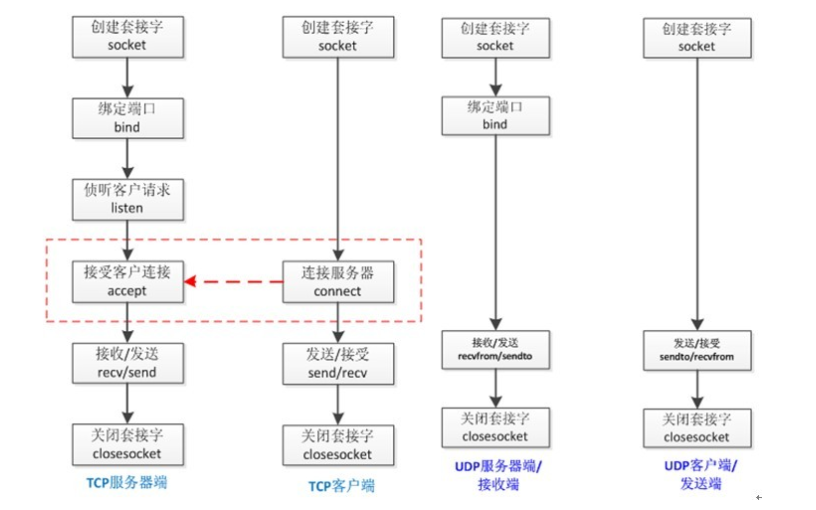 创建套接字
socket
绑定端口
bind
侦听客户请求
listen
接受客户连接
accept
接收/发送
recv/send
关闭套接字
closesocket
TCP服务器端
创建套接字
socket
连接服务器
connect
发送/接受
send/recv
关闭套接字
closesocket
TCP客户端
创建套接字
socket
绑定端口
bind
接收/发送
recvfrom/sendto
关闭套接字
closesocket
UDP服务器端/
接收端
创建套接字
socket
发送/接受
sendto/recvfrom
关闭套接字
closesocket
UDP客户端/
发送端